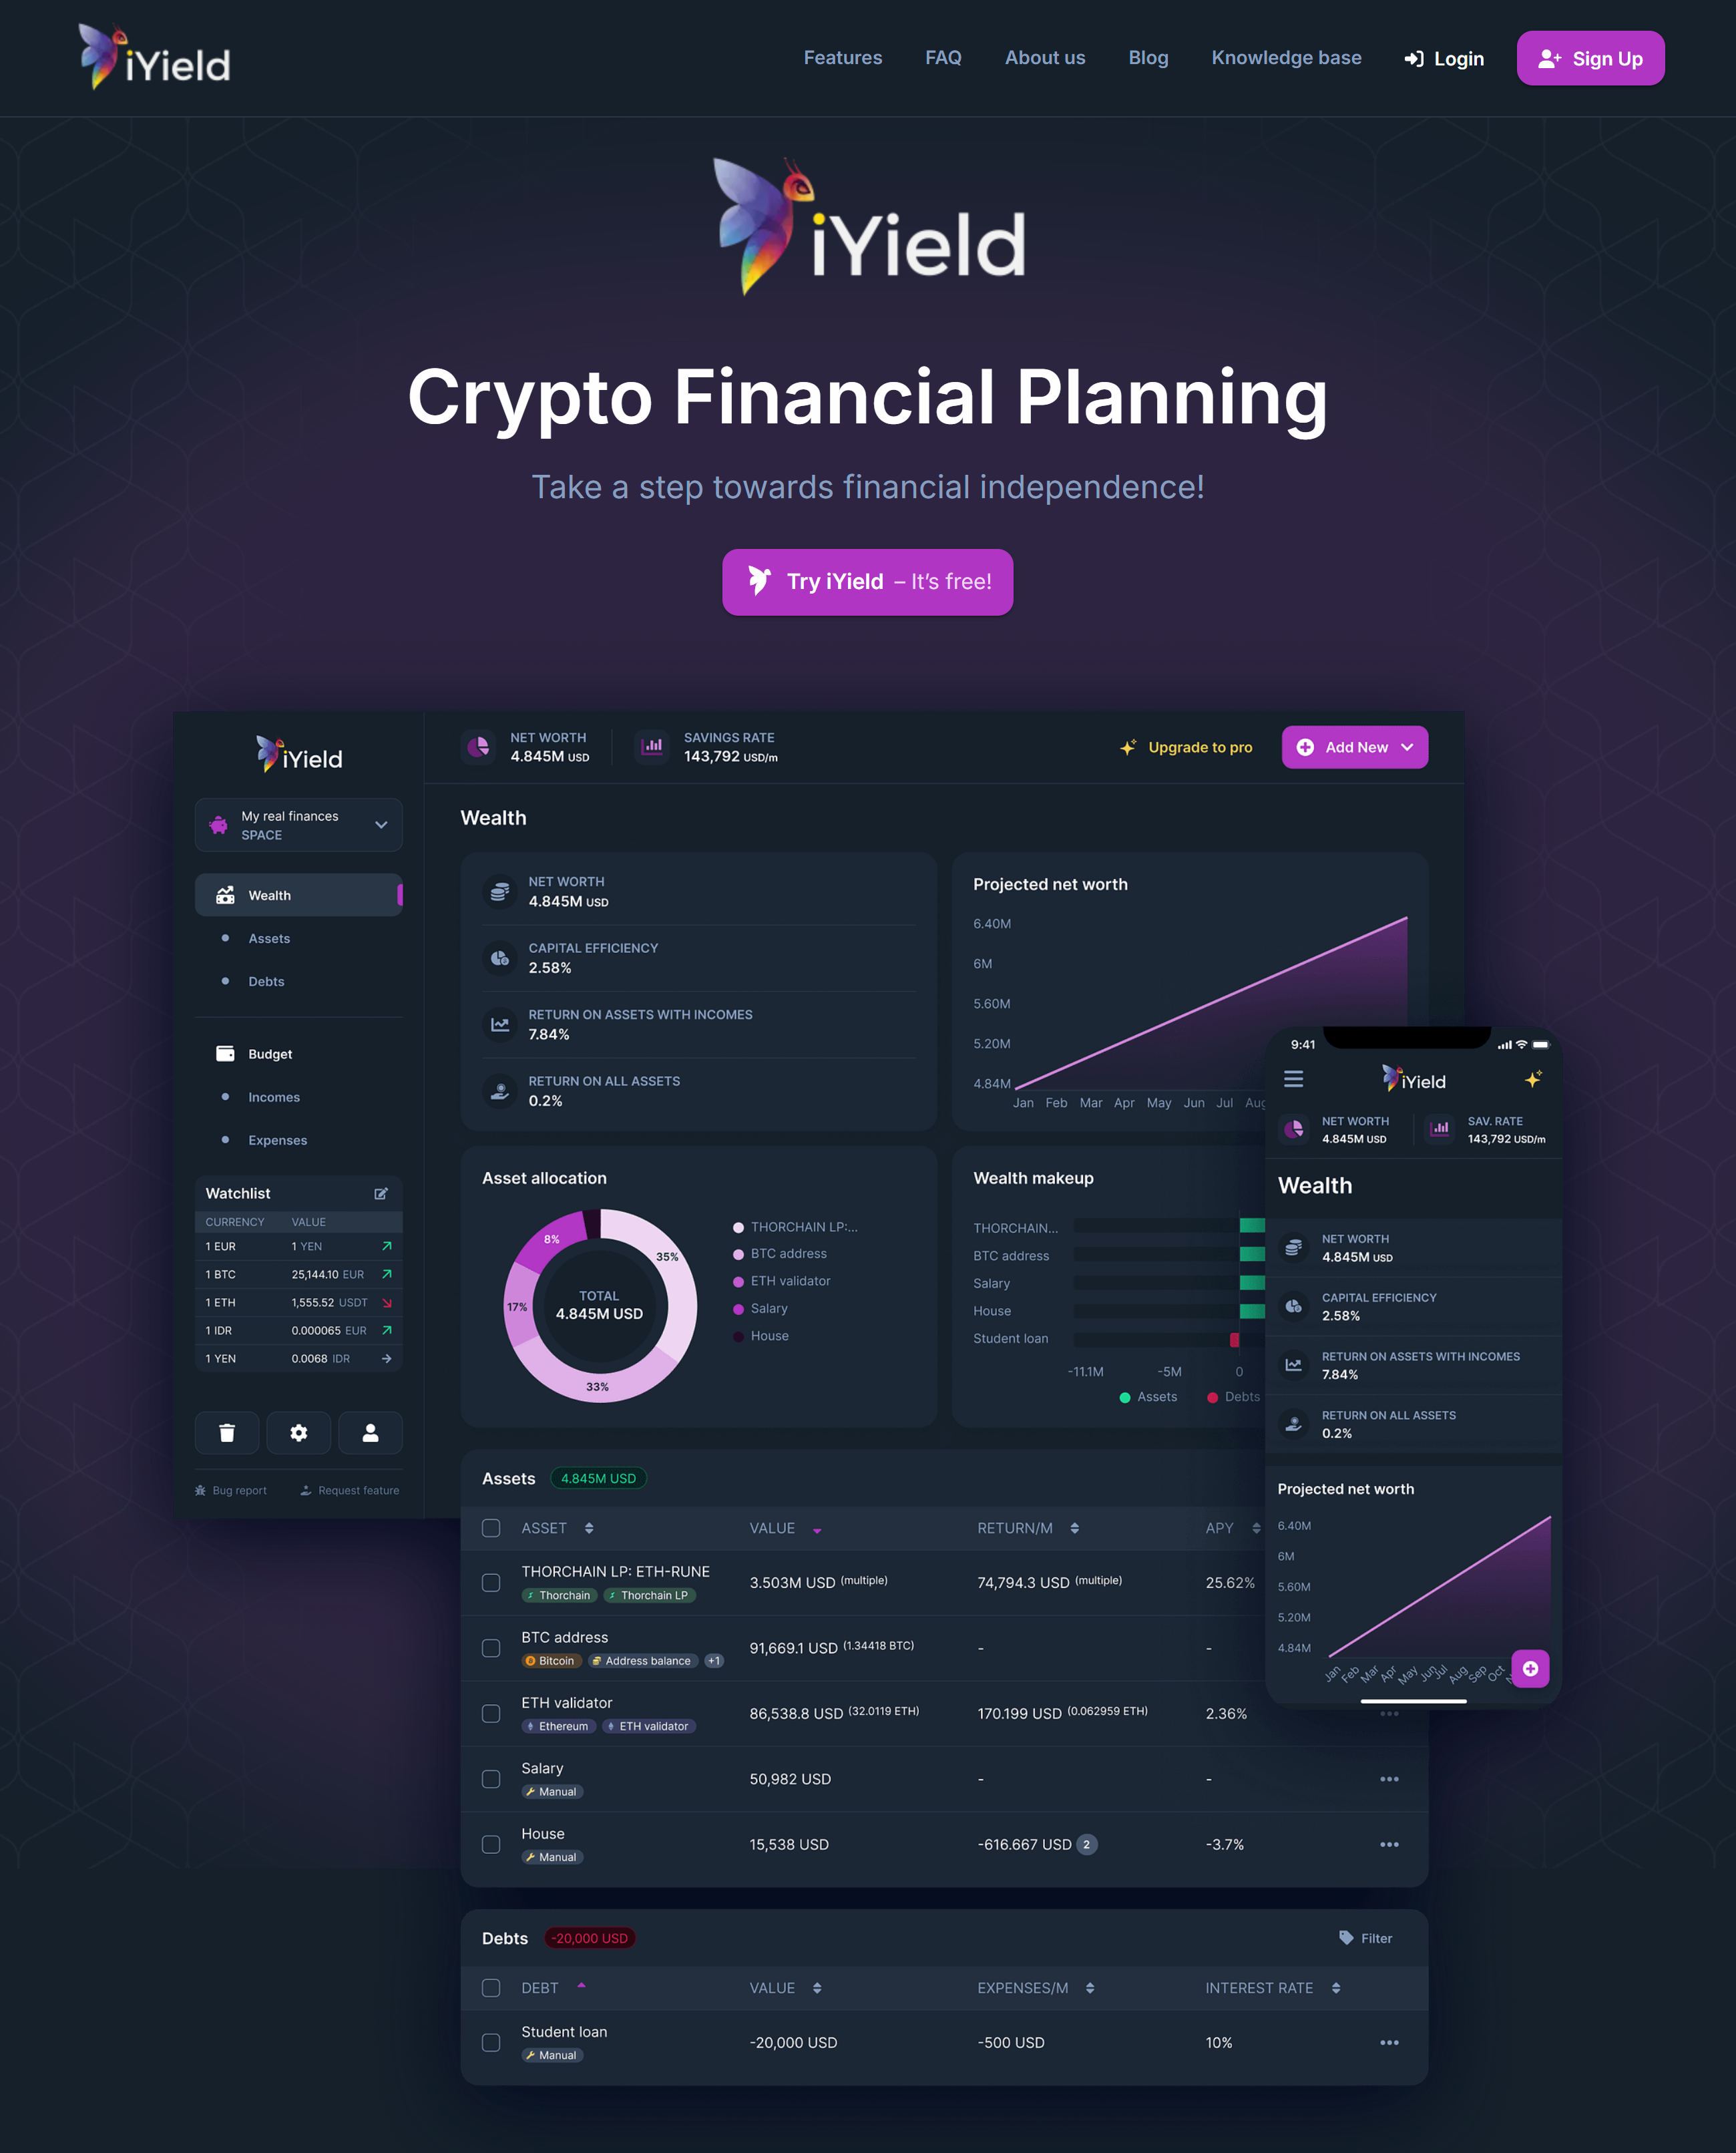 iYield
Features FAQ About us Blog Knowledge base Login Sign Up
iYield
Crypto Financial Planning
Take a step towards financial independence!
Try iYield – It's free!
iYield
My real finances
SPACE
Wealth
Assets
Debts
Budget
Incomes
Expenses
Watchlist
CURRENCY VALUE
1 EUR 1 YEN
1 BTC 25,144.10 EUR
1 ETH 1,555.52 USDT
1 IDR 0.000065 EUR
1 YEN 0.0068 IDR
Bug report Request feature
NET WORTH
4.845M USD
SAVINGS RATE
143,792 USD/m
Upgrade to pro
Add New
Wealth
NET WORTH
4.845M USD
CAPITAL EFFICIENCY
2.58%
RETURN ON ASSETS WITH INCOMES
7.84%
RETURN ON ALL ASSETS
0.2%
Projected net worth
6.40M
6M
5.60M
5.20M
4.84M
Jan Feb Mar Apr May Jun Jul Aug
Asset allocation
8%
35%
17%
33%
TOTAL
4.845M USD
THORCHAIN LP:...
BTC address
ETH validator
Salary
House
Wealth makeup
THORCHAIN...
BTC address
Salary
House
Student loan
-11.1M -5M 0
Assets Debts
Assets 4.845M USD
ASSET VALUE RETURN/M APY
THORCHAIN LP: ETH-RUNE
Thorchain Thorchain LP
3.503M USD (multiple) 74,794.3 USD (multiple) 25.62%
BTC address
Bitcoin Address balance +1
91,669.1 USD (1.34418 BTC) - -
ETH validator
Ethereum ETH validator
86,538.8 USD (32.0119 ETH) 170.199 USD (0.062959 ETH) 2.36%
Salary
Manual
50,982 USD - -
House
Manual
15,538 USD -616.667 USD 2 -3.7%
Debts -20,000 USD Filter
DEBT VALUE EXPENSES/M INTEREST RATE
Student loan
Manual
-20,000 USD -500 USD 10%
9:41
iYield
NET WORTH
4.845M USD
SAV. RATE
143,792 USD/m
Wealth
NET WORTH
4.845M USD
CAPITAL EFFICIENCY
2.58%
RETURN ON ASSETS WITH INCOMES
7.84%
RETURN ON ALL ASSETS
0.2%
Projected net worth
6.40M
6M
5.60M
5.20M
4.84M
Jan Feb Mar Apr May Jun Jul Aug Sep Oct